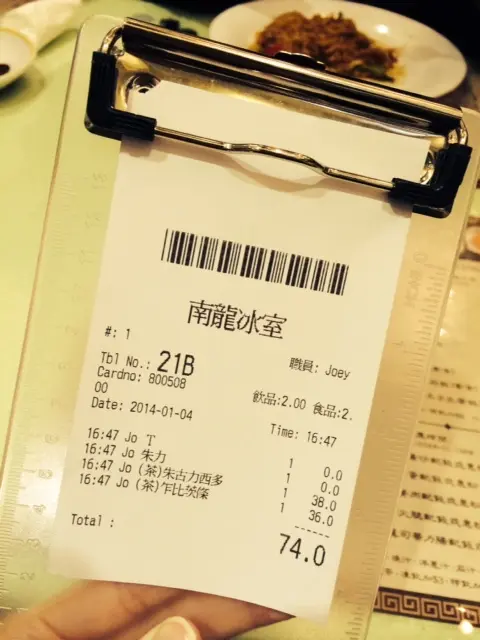 南龍冰室
#: 1
職員: Joey
Tbl No.: 21B
Cardno: 800508
00
飲品:2.00 食品:2.
Date: 2014-01-04
Time: 16:47
16:47 Jo T 1 0.0
16:47 Jo 朱力 1 0.0
16:47 Jo (茶)朱古力西多 1 38.0
16:47 Jo (茶)乍比茨條 1 36.0
------
Total : 74.0